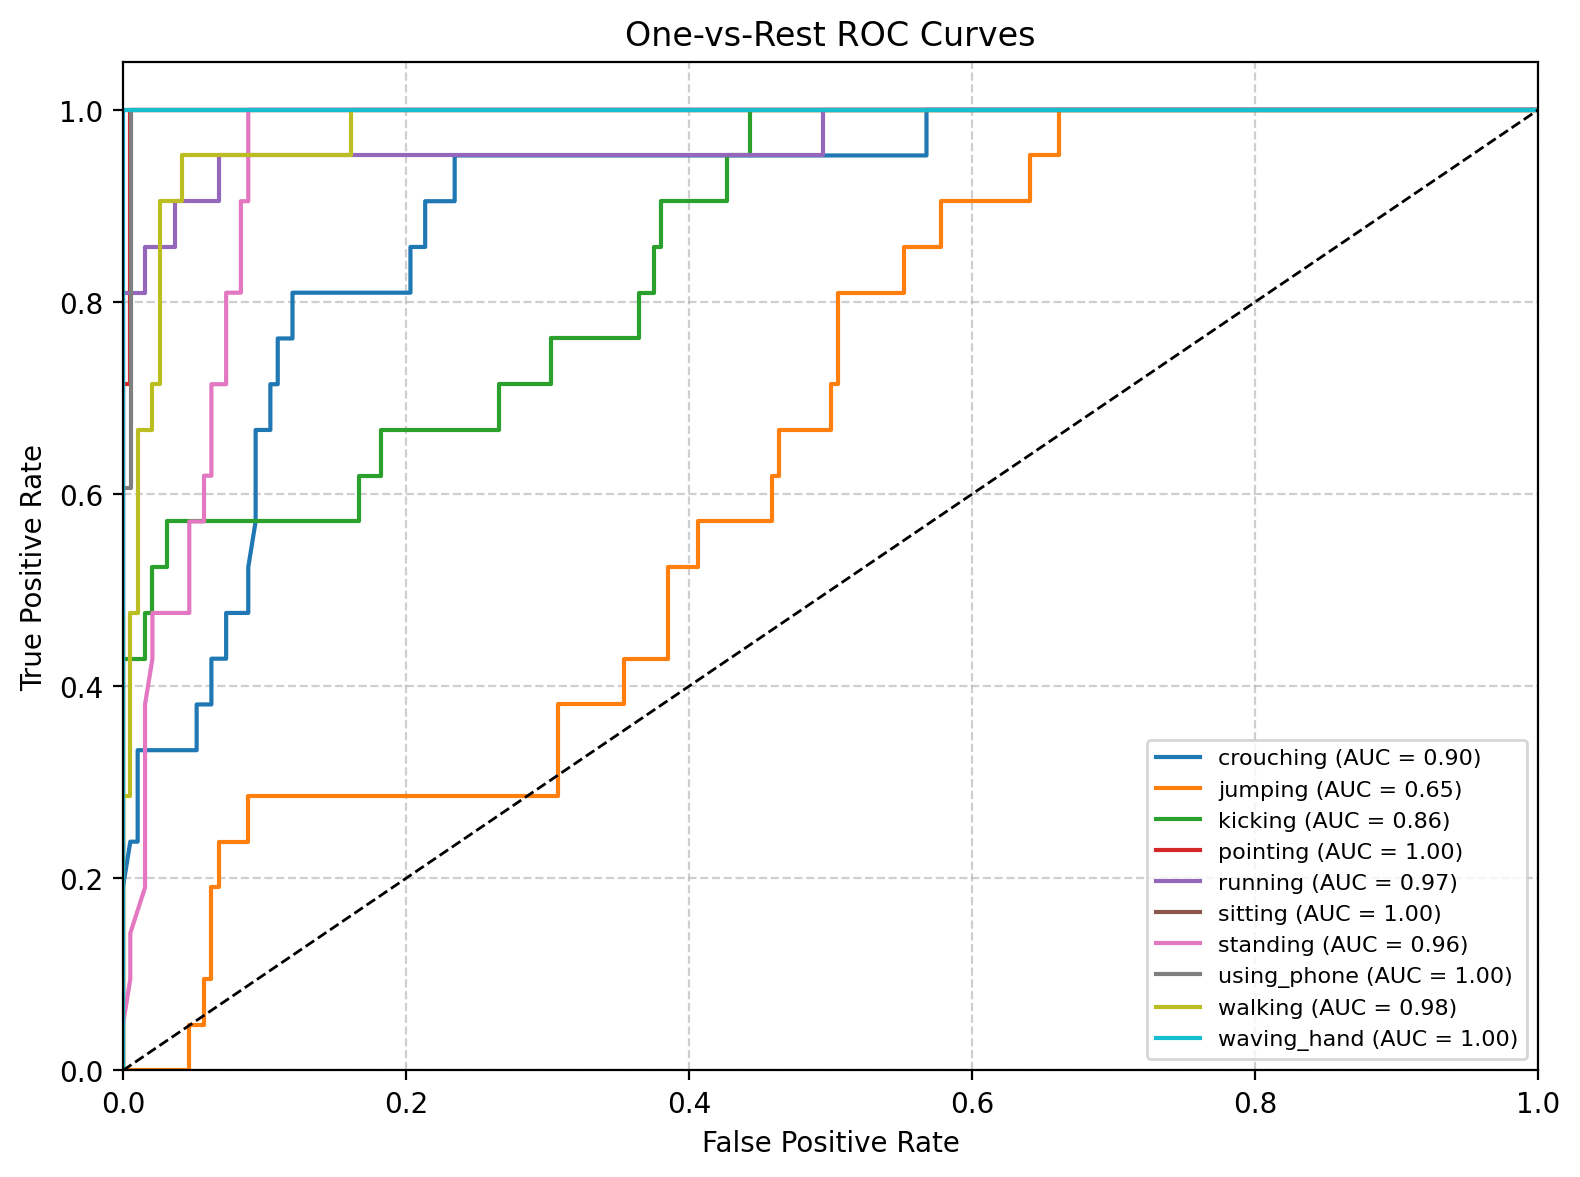 One-vs-Rest ROC Curves
True Positive Rate
1.0
0.8
0.6
0.4
0.2
0.0
0.0 0.2 0.4 0.6 0.8 1.0
False Positive Rate
crouching (AUC = 0.90)
jumping (AUC = 0.65)
kicking (AUC = 0.86)
pointing (AUC = 1.00)
running (AUC = 0.97)
sitting (AUC = 1.00)
standing (AUC = 0.96)
using_phone (AUC = 1.00)
walking (AUC = 0.98)
waving_hand (AUC = 1.00)